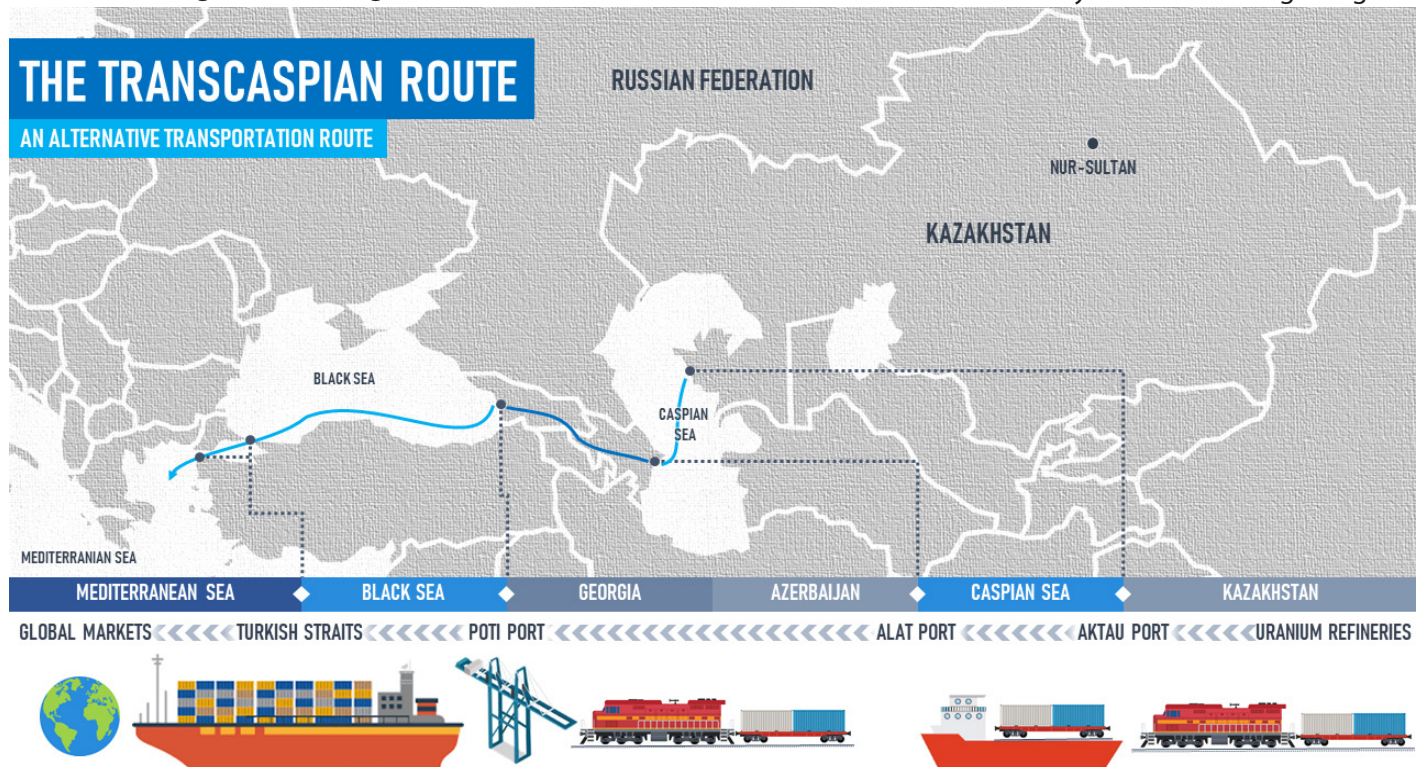 THE TRANSCASPIAN ROUTE
AN ALTERNATIVE TRANSPORTATION ROUTE
RUSSIAN FEDERATION
NUR-SULTAN
KAZAKHSTAN
BLACK SEA
CASPIAN
SEA
MEDITERRANIAN SEA
MEDITERRANEAN SEA BLACK SEA GEORGIA AZERBAIJAN CASPIAN SEA KAZAKHSTAN
GLOBAL MARKETS TURKISH STRAITS POTI PORT ALAT PORT AKTAU PORT URANIUM REFINERIES